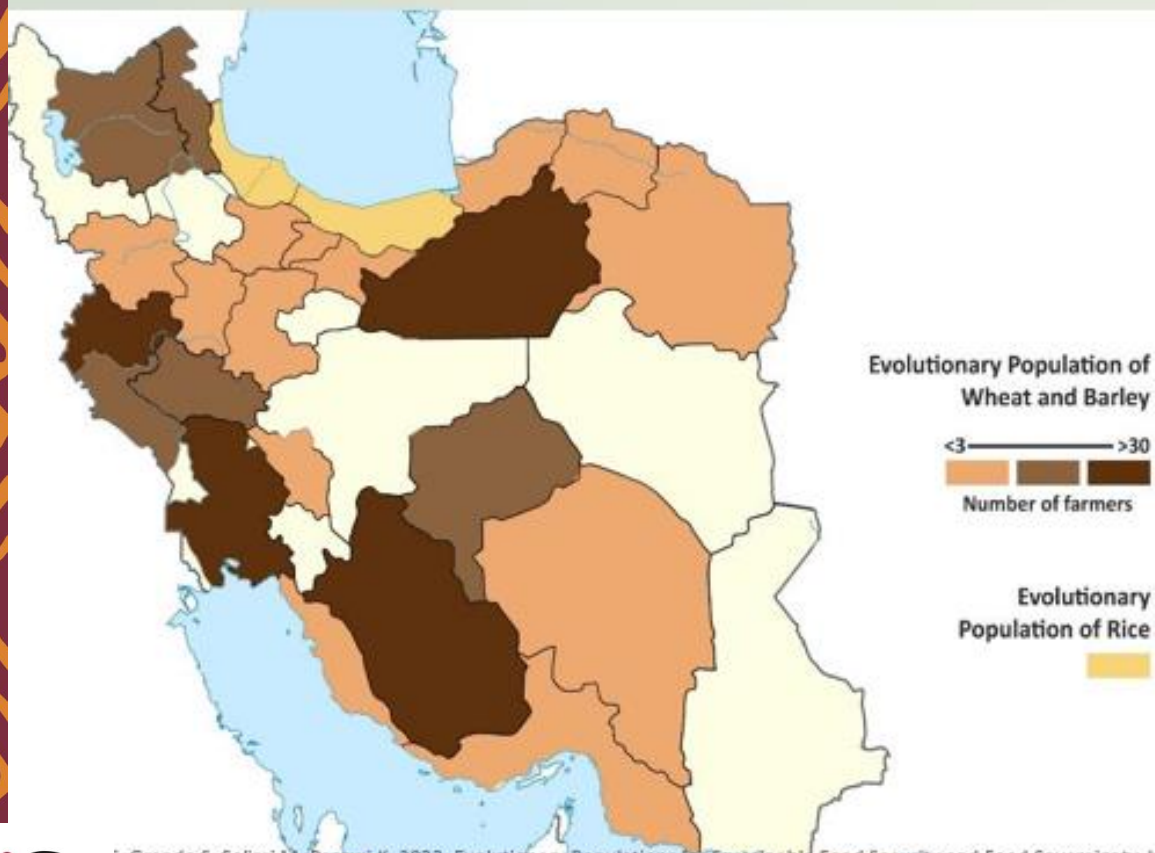 Evolutionary Population of
Wheat and Barley
<3 >30
Number of farmers
Evolutionary
Population of Rice